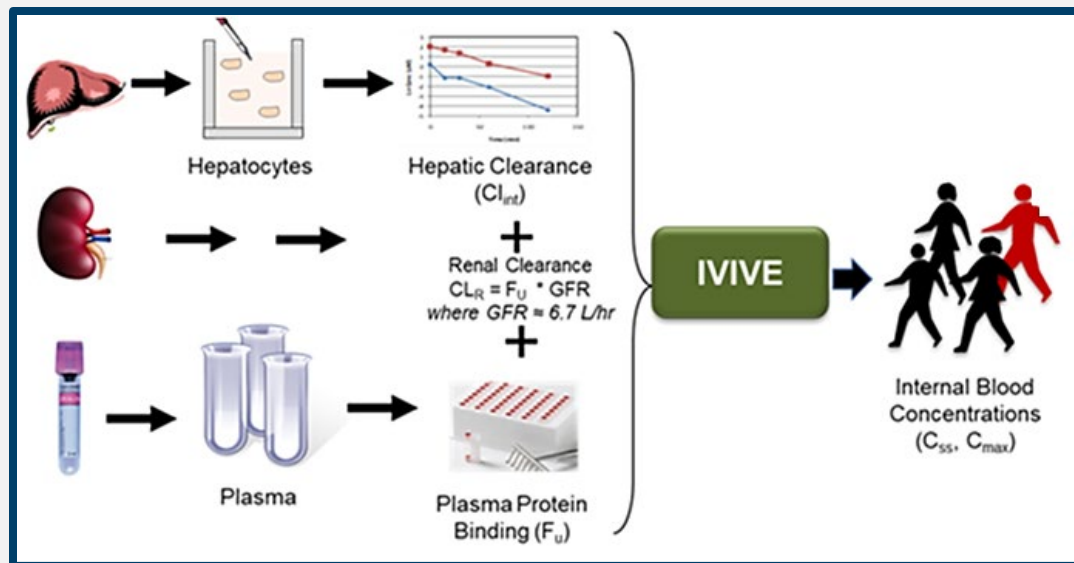 Hepatocytes
Hepatic Clearance
(Cl_int)
Renal Clearance
CL_R = F_U * GFR
where GFR ≈ 6.7 L/hr
Plasma
Plasma Protein
Binding (F_u)
IVIVE
Internal Blood
Concentrations
(C_ss, C_max)